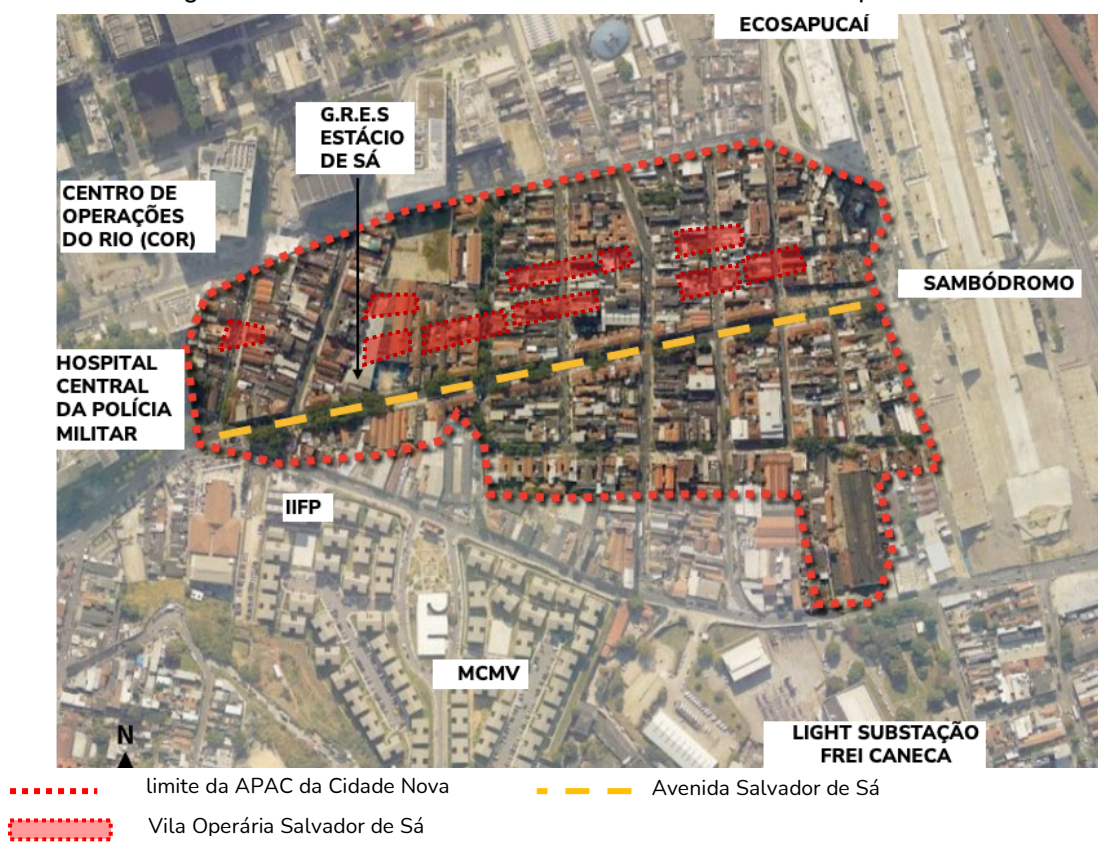 ECOSAPUCAÍ
G.R.E.S
ESTÁCIO
DE SÁ
CENTRO DE
OPERAÇÕES
DO RIO (COR)
SAMBÓDROMO
HOSPITAL
CENTRAL
DA POLÍCIA
MILITAR
IIFP
MCMV
LIGHT SUBSTAÇÃO
FREI CANECA
N
limite da APAC da Cidade Nova
Avenida Salvador de Sá
Vila Operária Salvador de Sá